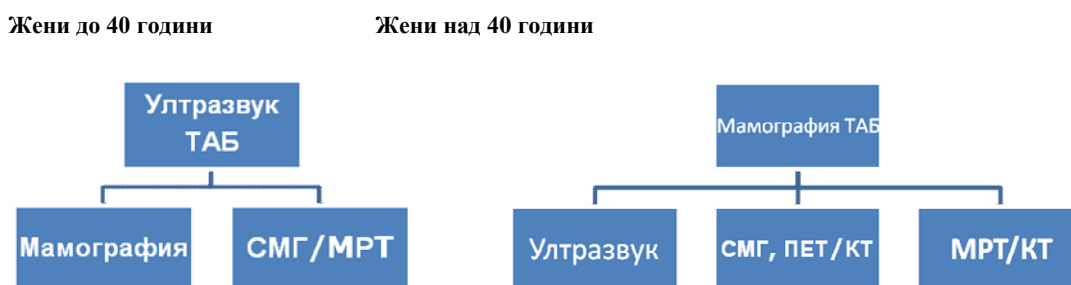 Жени до 40 години Жени над 40 години
Ултразвук
ТАБ
Мамография
СМГ/МРТ
Мамография ТАБ
Ултразвук
СМГ, ПЕТ/КТ
МРТ/КТ